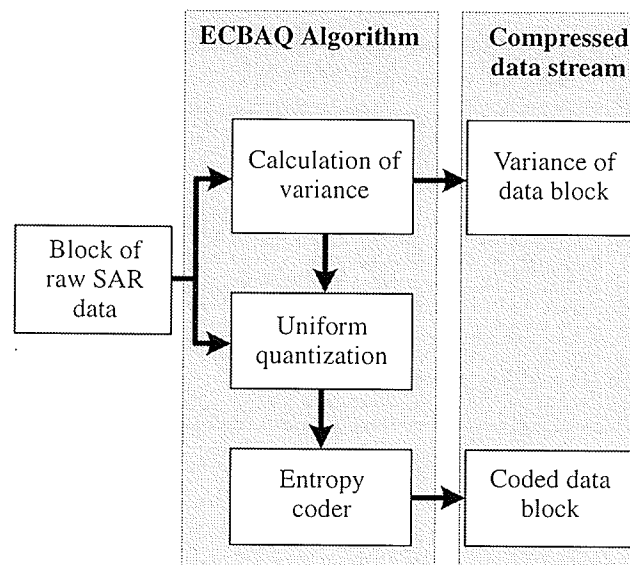 ECBAQ Algorithm
Compressed
data stream
Calculation of
variance
Variance of
data block
Block of
raw SAR
data
Uniform
quantization
Entropy
coder
Coded data
block